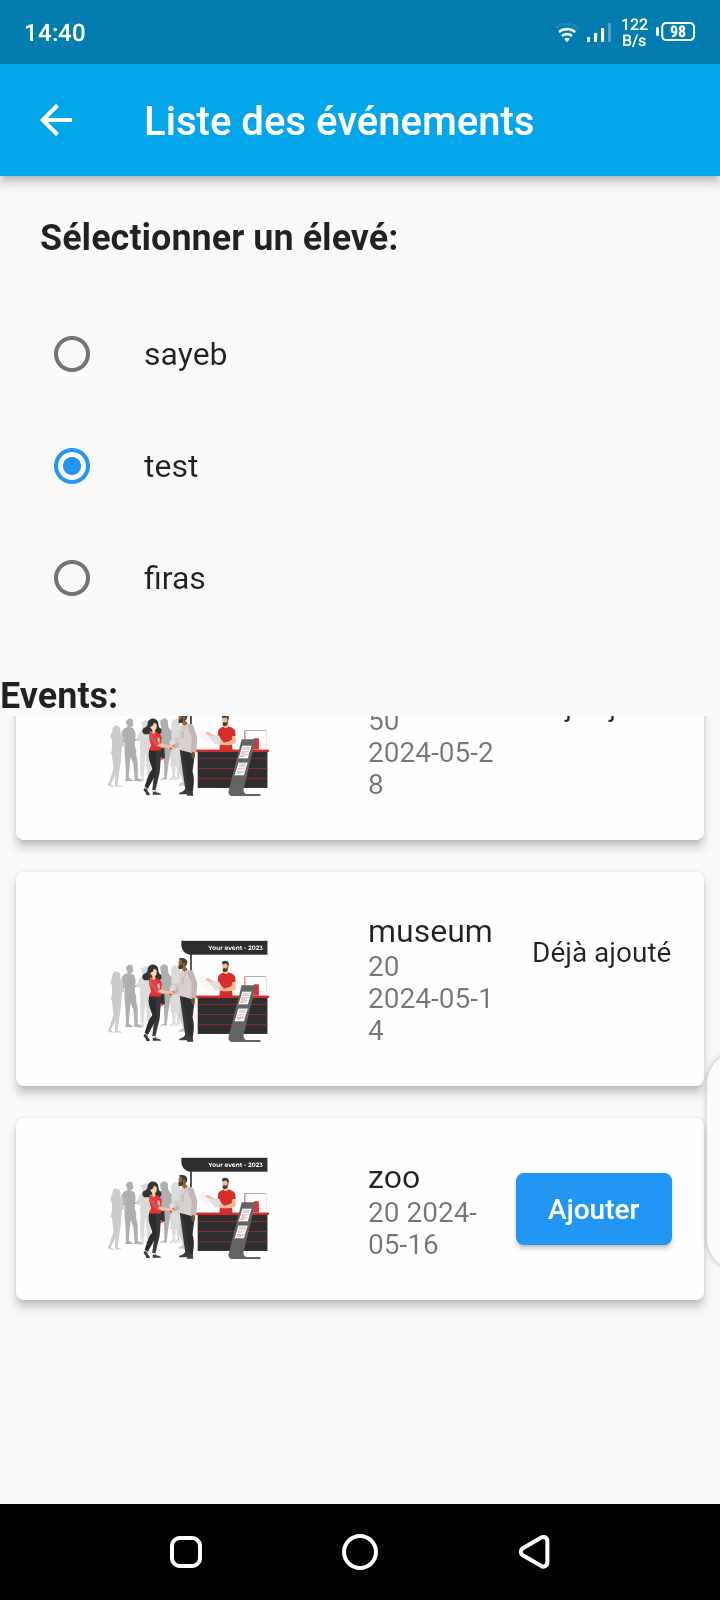 14:40
122
B/s
98
Liste des événements
Sélectionner un élevé:
sayeb
test
firas
Events:
50
2024-05-2
8
Your event - 2023
museum
20
2024-05-1
4
Déjà ajouté
Your event - 2023
zoo
20 2024-
05-16
Ajouter